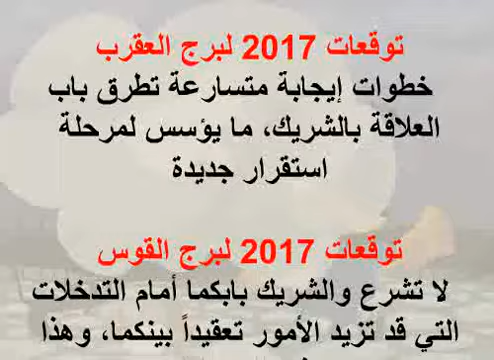 توقعات 2017 لبرج العقرب
خطوات إيجابة متسارعة تطرق باب
العلاقة بالشريك، ما يؤسس لمرحلة
استقرار جديدة
توقعات 2017 لبرج القوس
لا تشرع والشريك بابكما أمام التدخلات
التي قد تزيد الأمور تعقيداً بينكما، وهذا